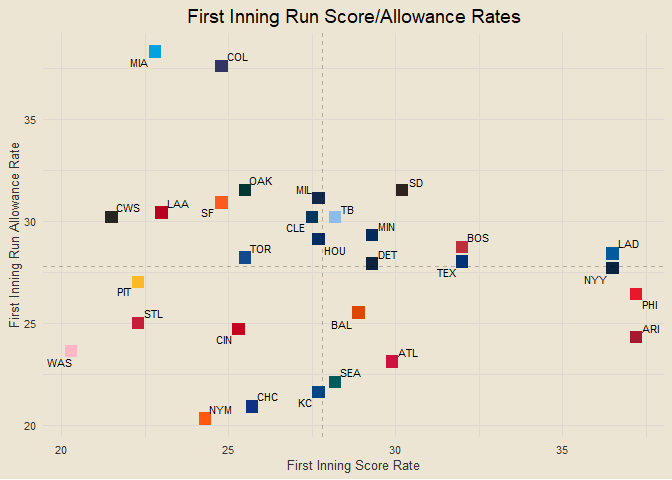 First Inning Run Score/Allowance Rates
MIA
COL
35
OAK
SD
MIL
CWS
LAA
SF
TB
CLE
30
MIN
HOU
BOS
TOR
DET
LAD
TEX
NYY
PIT
PHI
STL
BAL
25
CIN
ARI
WAS
ATL
SEA
KC
CHC
NYM
20
20
25
30
35
First Inning Score Rate
First Inning Run Allowance Rate